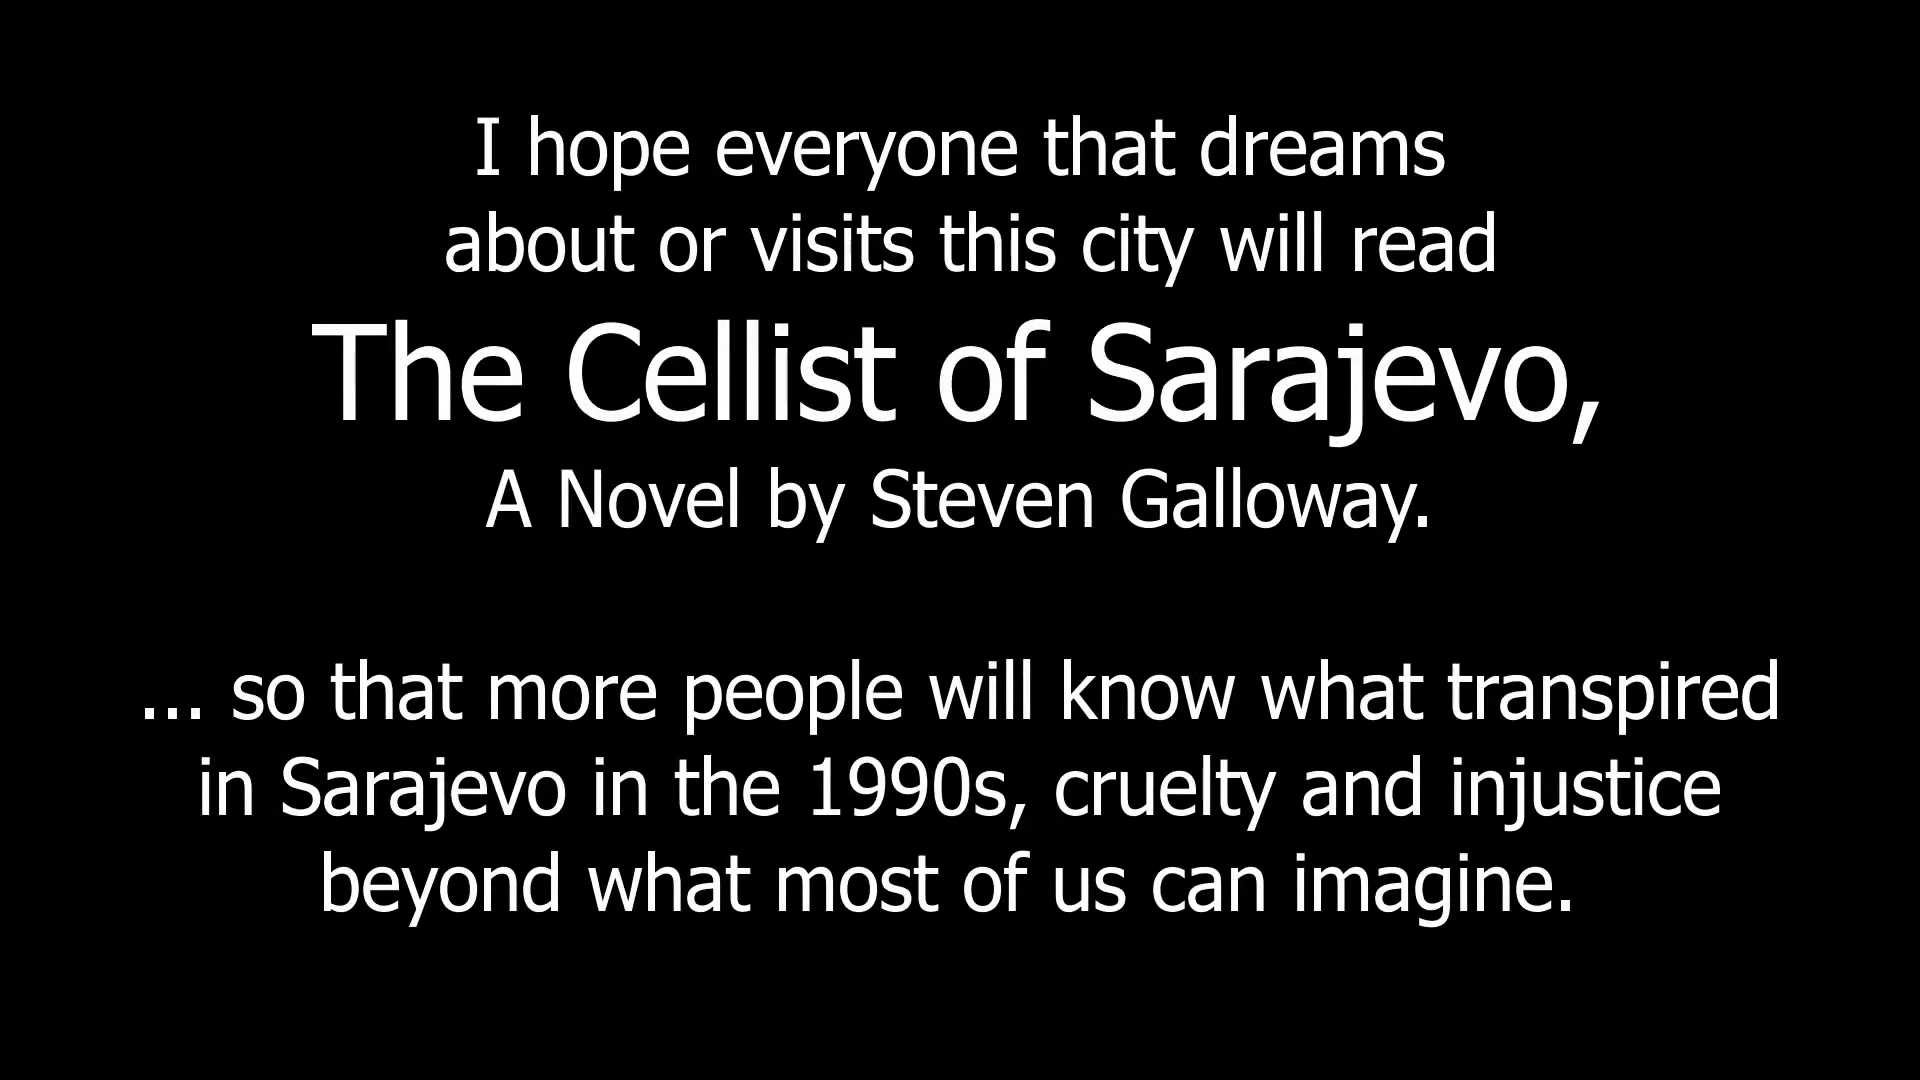 I hope everyone that dreams
about or visits this city will read
The Cellist of Sarajevo,
A Novel by Steven Galloway.
... so that more people will know what transpired
in Sarajevo in the 1990s, cruelty and injustice
beyond what most of us can imagine.